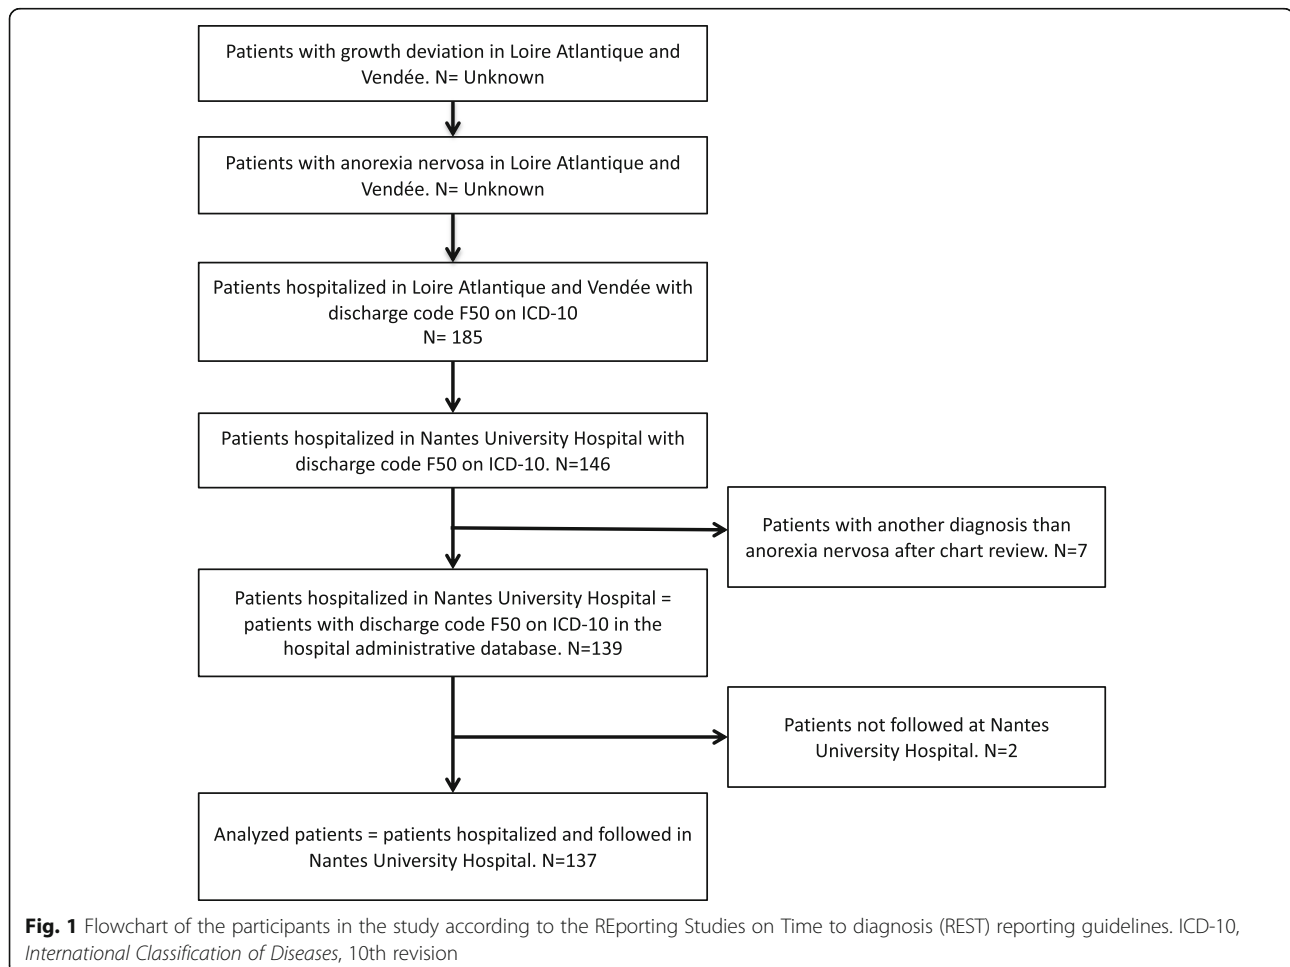 Patients with growth deviation in Loire Atlantique and
Vendée. N= Unknown
Patients with anorexia nervosa in Loire Atlantique and
Vendée. N= Unknown
Patients hospitalized in Loire Atlantique and Vendée with
discharge code F50 on ICD-10
N= 185
Patients hospitalized in Nantes University Hospital with
discharge code F50 on ICD-10. N=146
Patients with another diagnosis than
anorexia nervosa after chart review. N=7
Patients hospitalized in Nantes University Hospital =
patients with discharge code F50 on ICD-10 in the
hospital administrative database. N=139
Patients not followed at Nantes
University Hospital. N=2
Analyzed patients = patients hospitalized and followed in
Nantes University Hospital. N=137
Fig. 1 Flowchart of the participants in the study according to the REporting Studies on Time to diagnosis (REST) reporting guidelines. ICD-10,
International Classification of Diseases, 10th revision